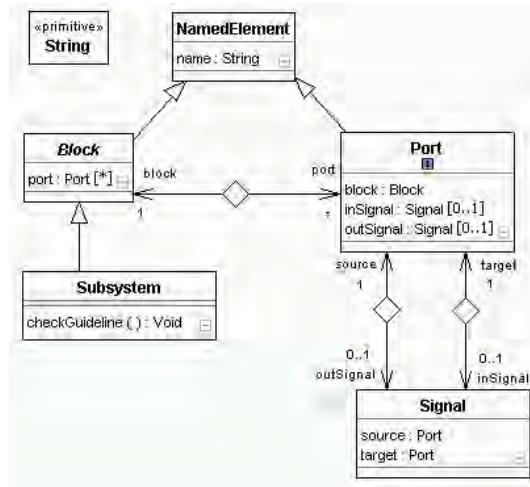 «primitive»
String
NamedElement
name : String
Block
port : Port [*]
block
1
port
*
Port
block : Block
inSignal : Signal [0..1]
outSignal : Signal [0..1]
Subsystem
checkGuideline ( ) : Void
source
1
target
1
0..1
outSignal
0..1
inSignal
Signal
source : Port
target : Port